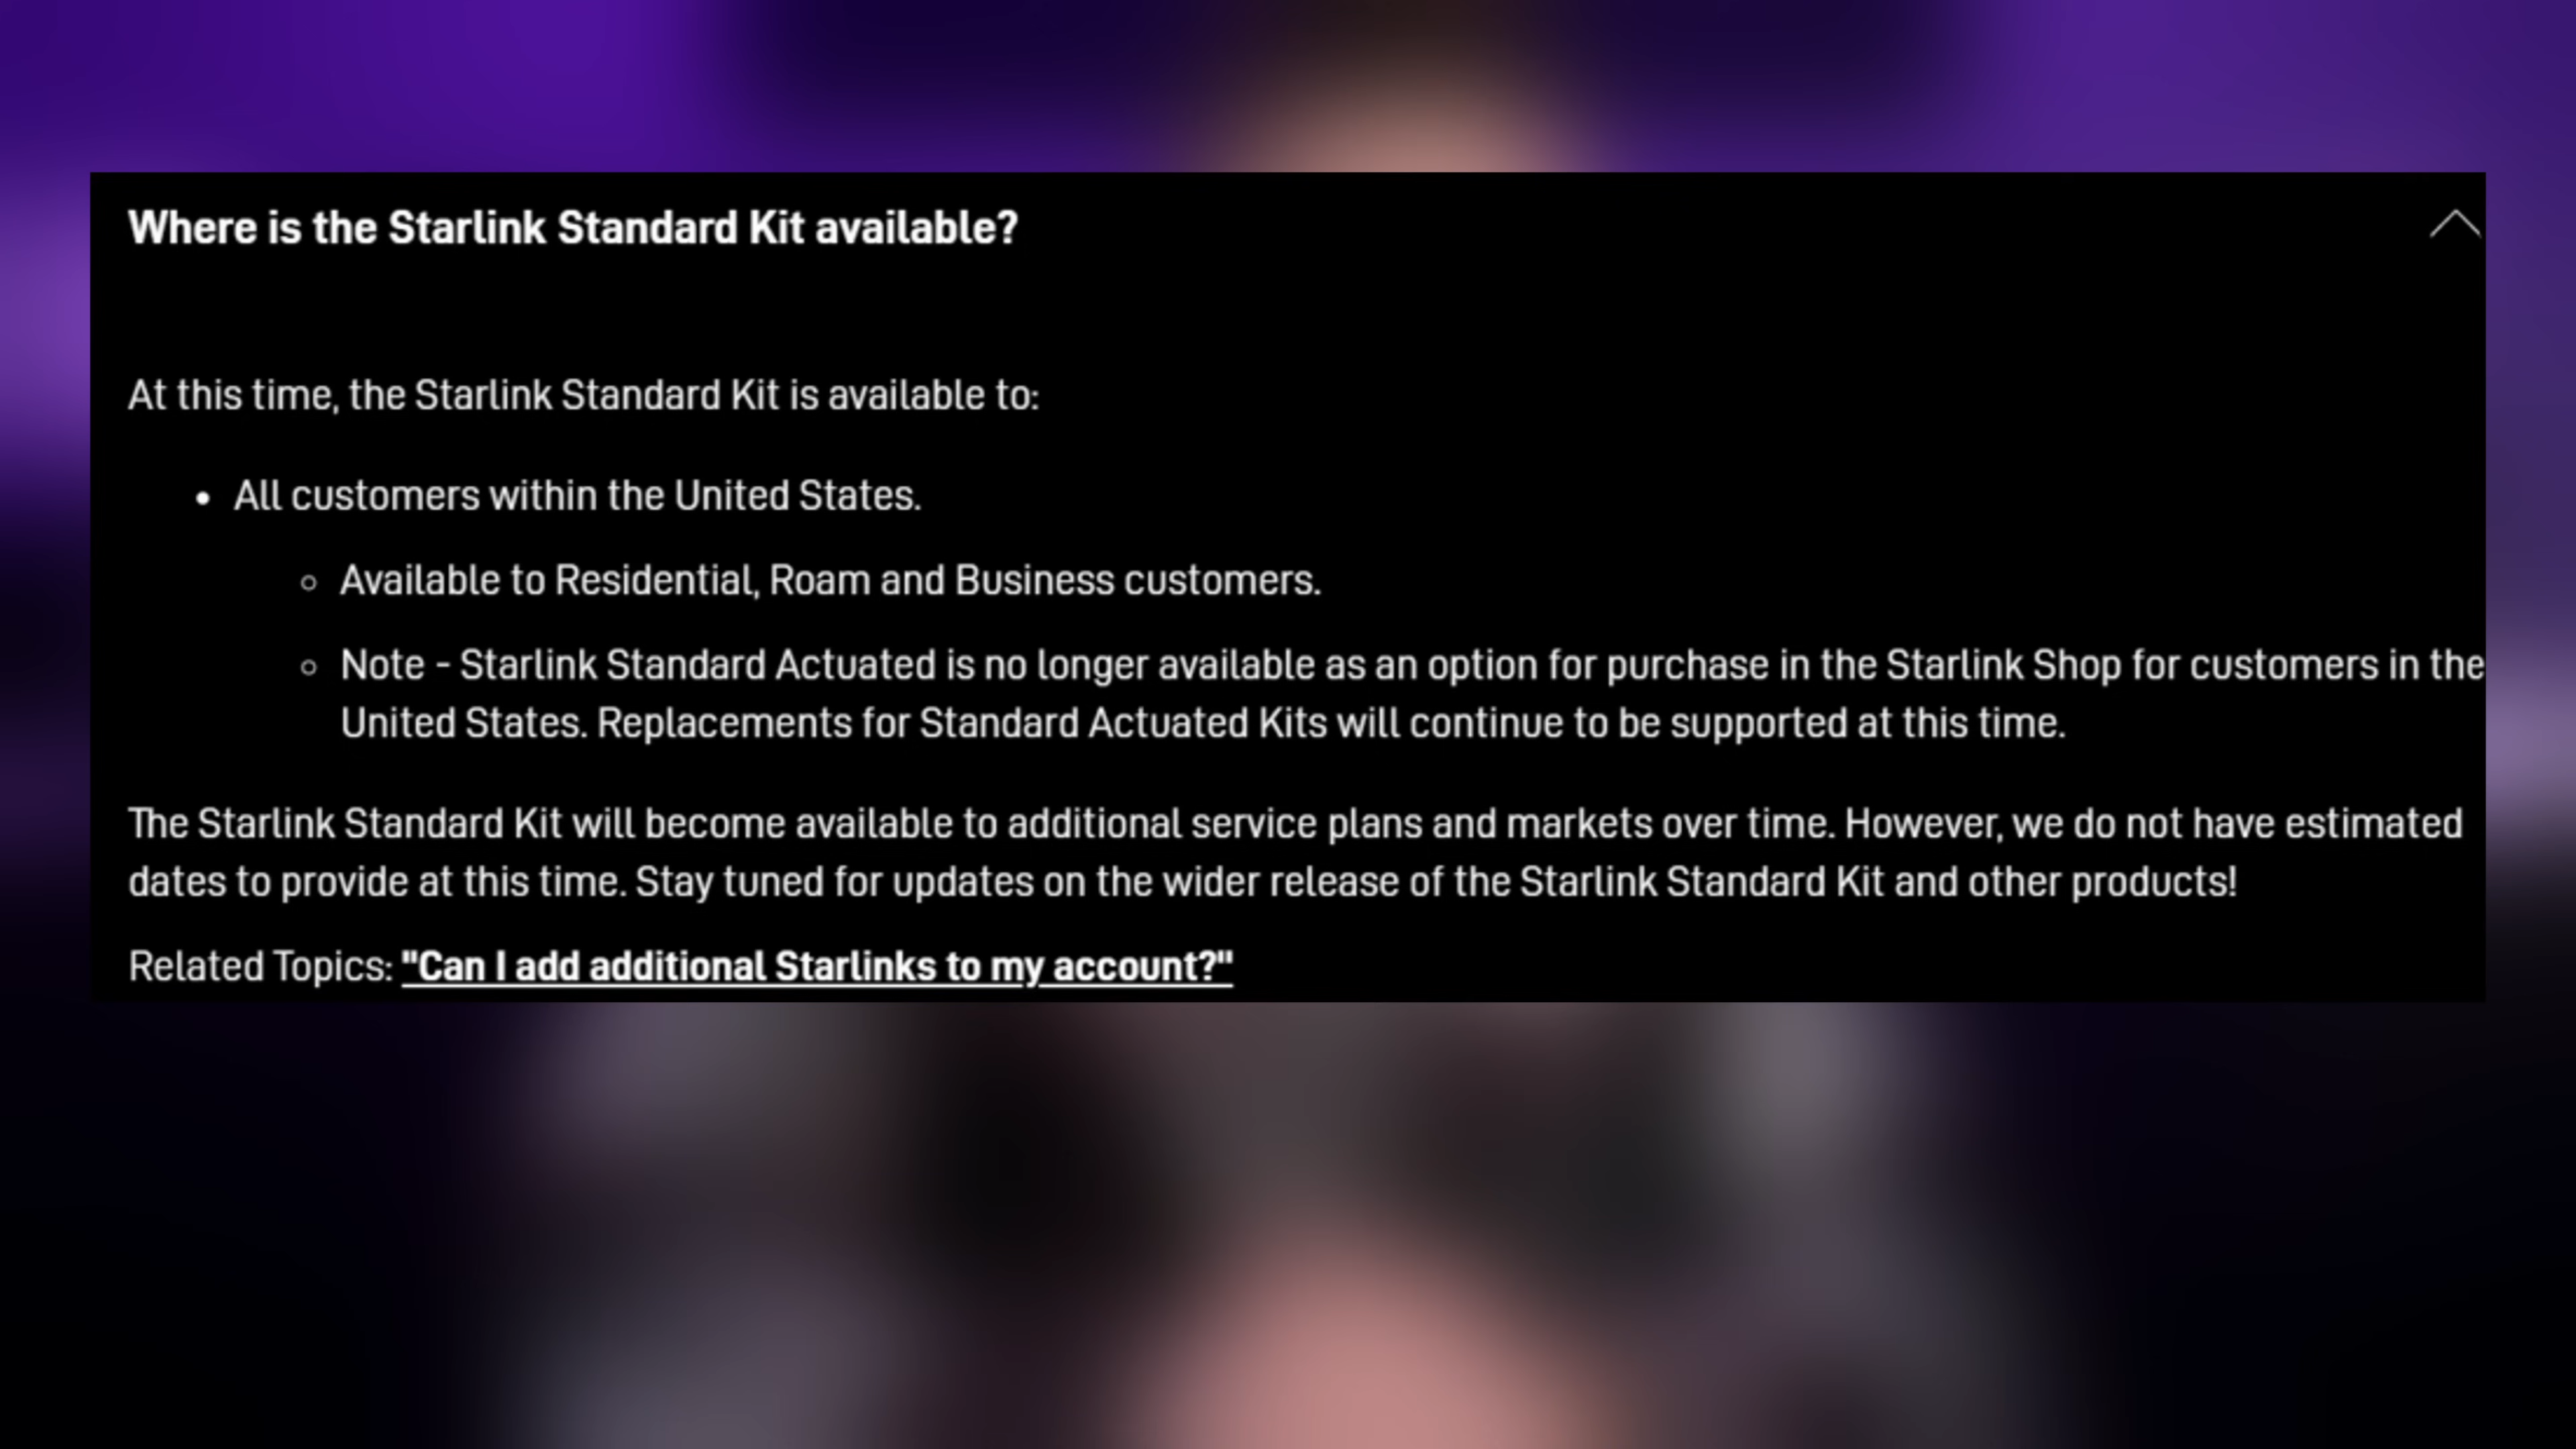 Where is the Starlink Standard Kit available?
At this time, the Starlink Standard Kit is available to:
• All customers within the United States.
○ Available to Residential, Roam and Business customers.
○ Note - Starlink Standard Actuated is no longer available as an option for purchase in the Starlink Shop for customers in the
United States. Replacements for Standard Actuated Kits will continue to be supported at this time.
The Starlink Standard Kit will become available to additional service plans and markets over time. However, we do not have estimated
dates to provide at this time. Stay tuned for updates on the wider release of the Starlink Standard Kit and other products!
Related Topics: "Can I add additional Starlinks to my account?"